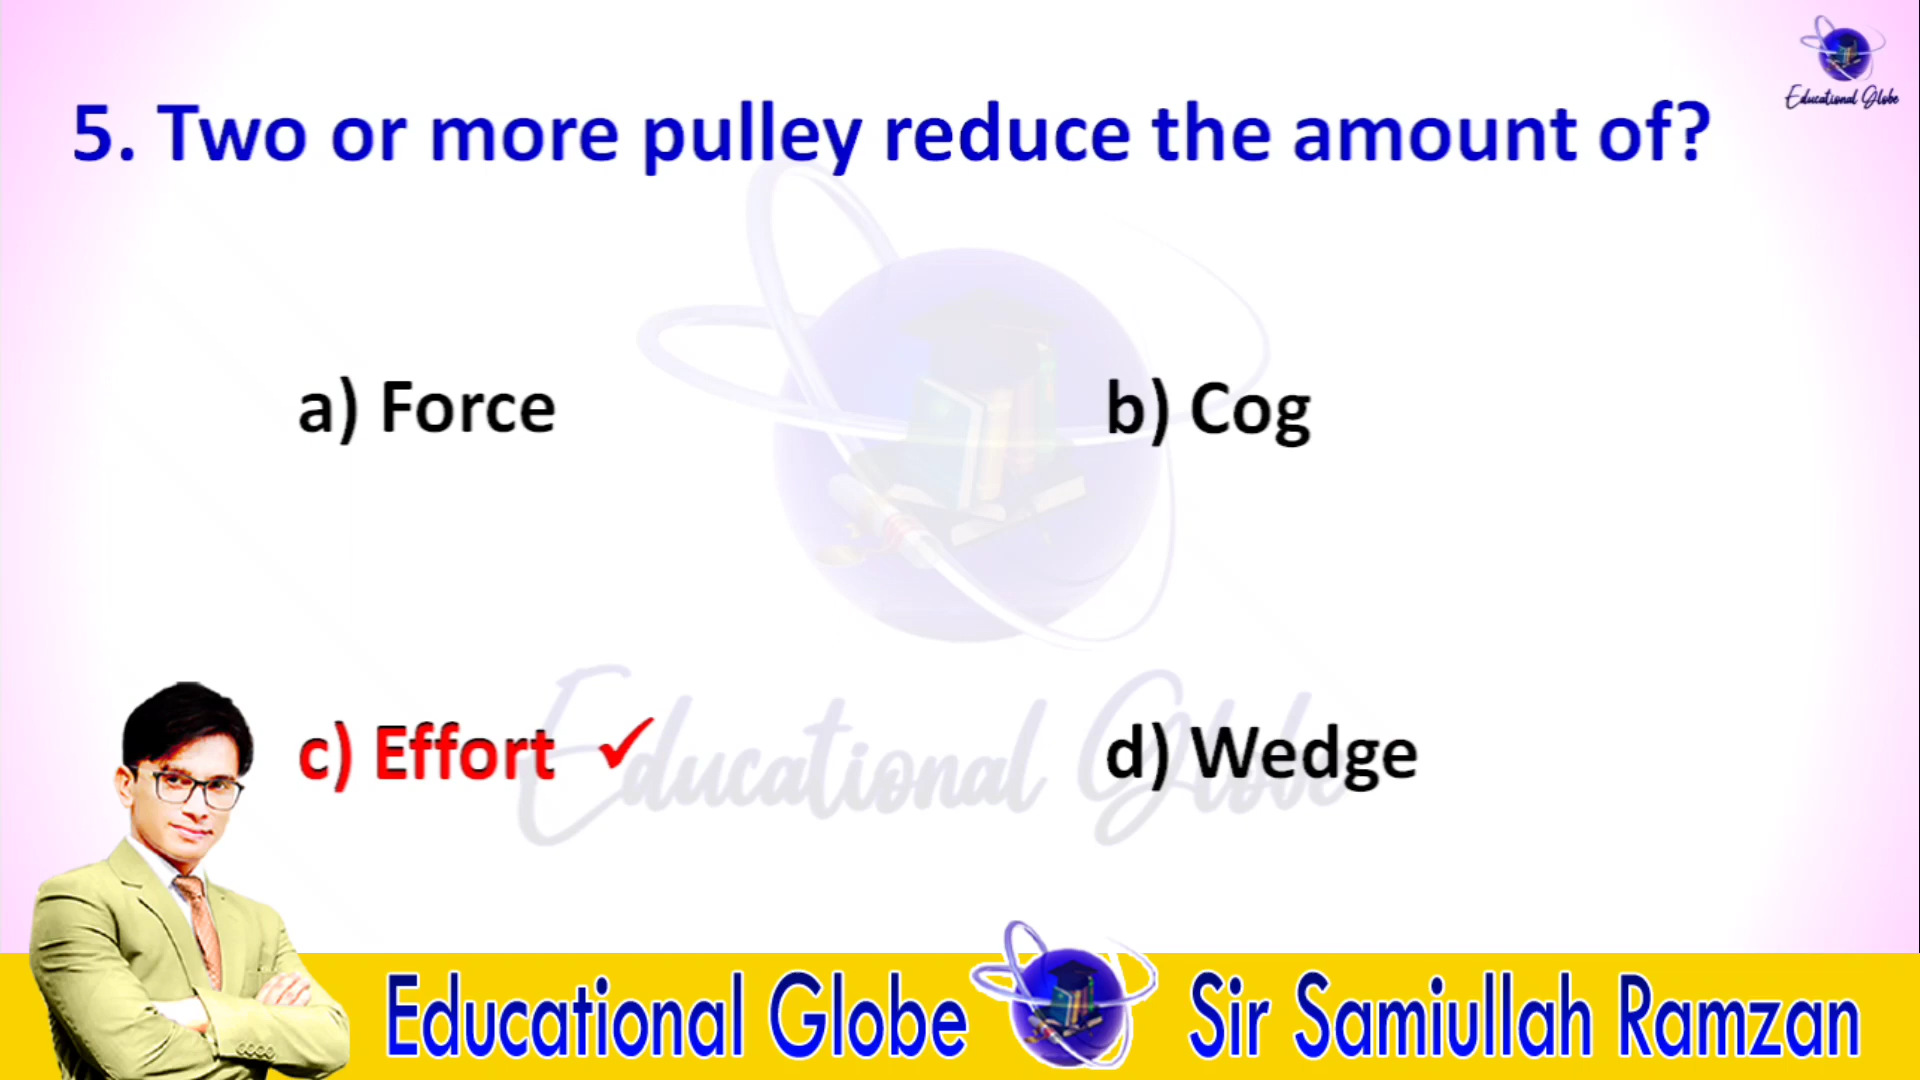 Educational Globe
5. Two or more pulley reduce the amount of?
a) Force
b) Cog
c) Effort ✓
d) Wedge
Educational Globe
Educational Globe Sir Samiullah Ramzan